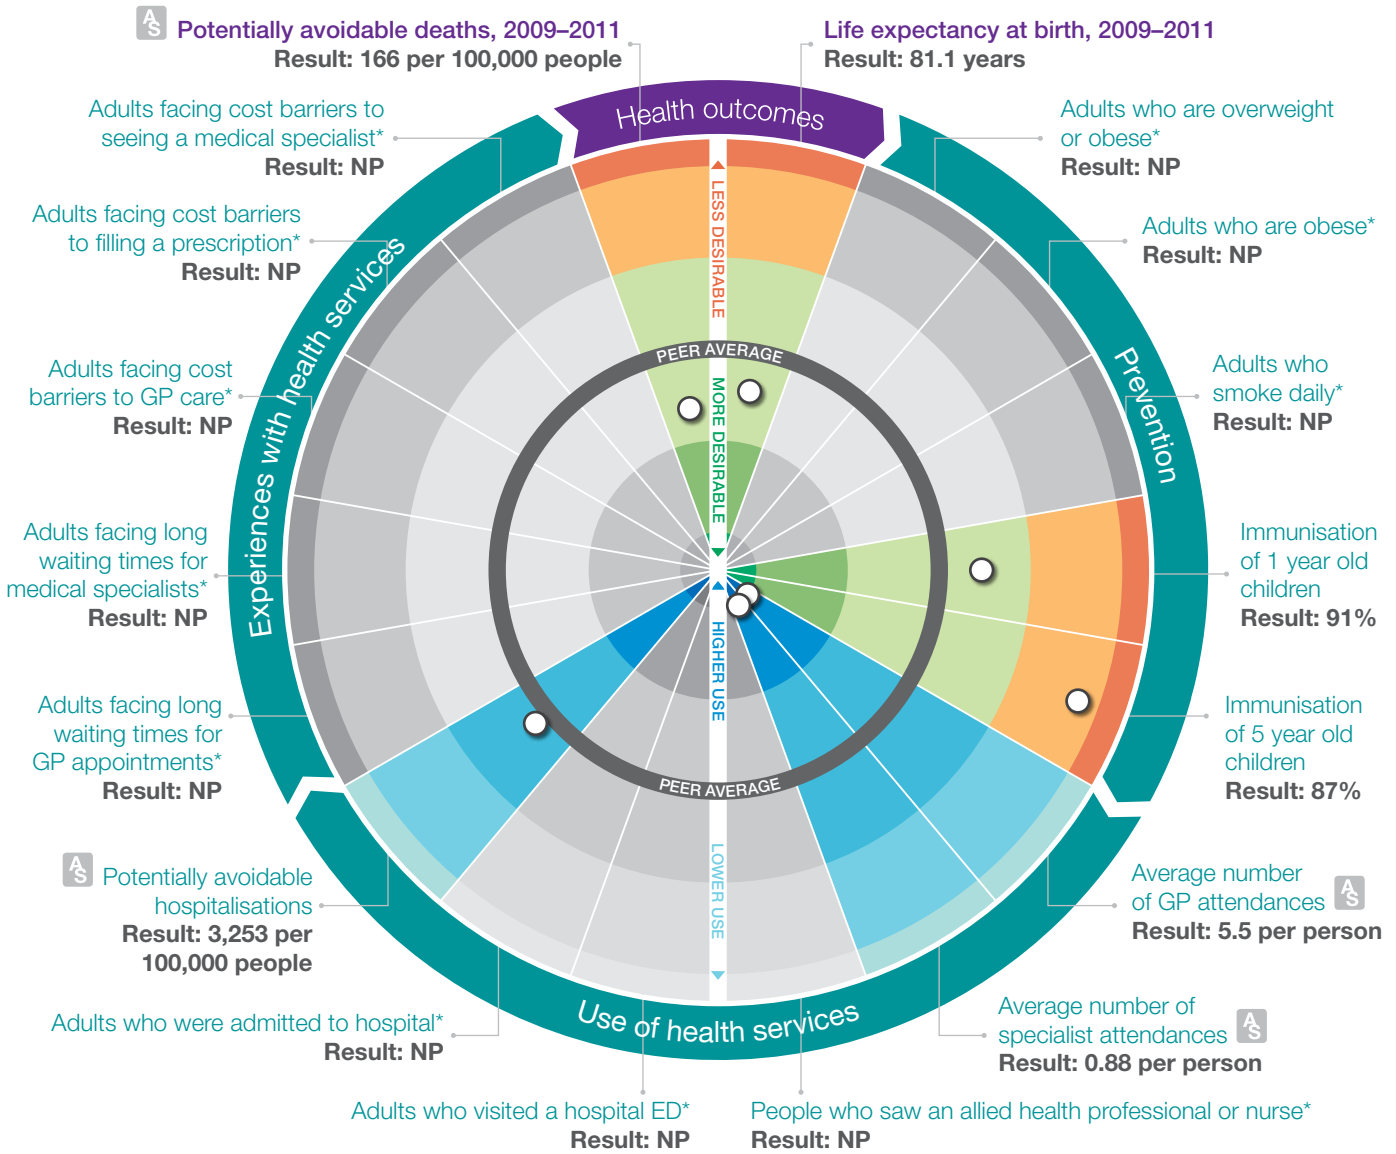 AS Potentially avoidable deaths, 2009–2011
Result: 166 per 100,000 people
Life expectancy at birth, 2009–2011
Result: 81.1 years
Health outcomes
Adults facing cost barriers to
seeing a medical specialist*
Result: NP
Adults who are overweight
or obese*
Result: NP
Adults facing cost barriers
to filling a prescription*
Result: NP
Adults who are obese*
Result: NP
LESS DESIRABLE
PEER AVERAGE
MORE DESIRABLE
Experiences with health services
Prevention
Adults facing cost
barriers to GP care*
Result: NP
Adults who
smoke daily*
Result: NP
Adults facing long
waiting times for
medical specialists*
Result: NP
Immunisation
of 1 year old
children
Result: 91%
HIGHER USE
Adults facing long
waiting times for
GP appointments*
Result: NP
Immunisation
of 5 year old
children
Result: 87%
PEER AVERAGE
LOWER USE
AS Potentially avoidable
hospitalisations
Result: 3,253 per
100,000 people
Average number
of GP attendances AS
Result: 5.5 per person
Use of health services
Adults who were admitted to hospital*
Result: NP
Average number of
specialist attendances AS
Result: 0.88 per person
Adults who visited a hospital ED*
Result: NP
People who saw an allied health professional or nurse*
Result: NP